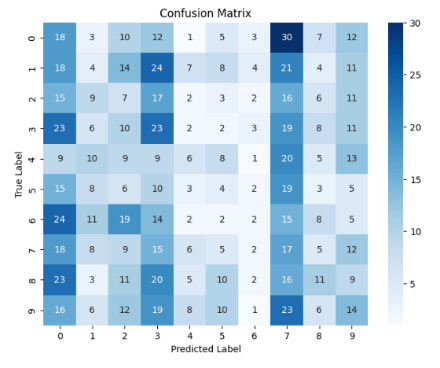 Confusion Matrix
0 18 3 10 12 1 5 3 30 7 12
1 18 4 14 24 7 8 4 21 4 11
2 15 9 7 17 2 3 2 16 6 11
3 23 6 10 23 2 2 3 19 8 11
4 9 10 9 9 6 8 1 20 5 13
5 15 8 6 10 3 4 2 19 3 5
6 24 11 19 14 2 2 2 15 8 5
7 18 8 9 15 6 5 2 17 5 12
8 23 3 11 20 5 10 2 16 11 9
9 16 6 12 19 8 10 1 23 6 14
0 1 2 3 4 5 6 7 8 9
Predicted Label
True Label
30
25
20
15
10
5